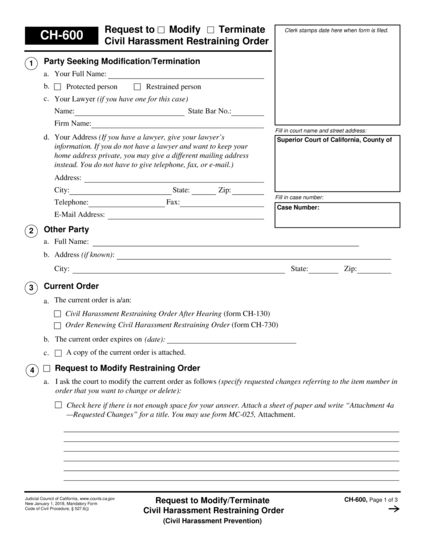 CH-600
Request to ☐ Modify ☐ Terminate
Civil Harassment Restraining Order
Clerk stamps date here when form is filed.
1 Party Seeking Modification/Termination
a. Your Full Name:
b. ☐ Protected person ☐ Restrained person
c. Your Lawyer (if you have one for this case)
Name: State Bar No.:
Firm Name:
d. Your Address (If you have a lawyer, give your lawyer's
information. If you do not have a lawyer and want to keep your
home address private, you may give a different mailing address
instead. You do not have to give telephone, fax, or e-mail.)
Address:
City: State: Zip:
Telephone: Fax:
E-Mail Address:
Fill in court name and street address:
Superior Court of California, County of
Fill in case number:
Case Number:
2 Other Party
a. Full Name:
b. Address (if known):
City: State: Zip:
3 Current Order
a. The current order is a/an:
☐ Civil Harassment Restraining Order After Hearing (form CH-130)
☐ Order Renewing Civil Harassment Restraining Order (form CH-730)
b. The current order expires on (date):
c. ☐ A copy of the current order is attached.
4 ☐ Request to Modify Restraining Order
a. I ask the court to modify the current order as follows (specify requested changes referring to the item number in
order that you want to change or delete):
☐ Check here if there is not enough space for your answer. Attach a sheet of paper and write "Attachment 4a
—Requested Changes" for a title. You may use form MC-025, Attachment.
Judicial Council of California, www.courts.ca.gov
New January 1, 2018, Mandatory Form
Code of Civil Procedure, § 527.6(j)
Request to Modify/Terminate
Civil Harassment Restraining Order
(Civil Harassment Prevention)
CH-600, Page 1 of 3